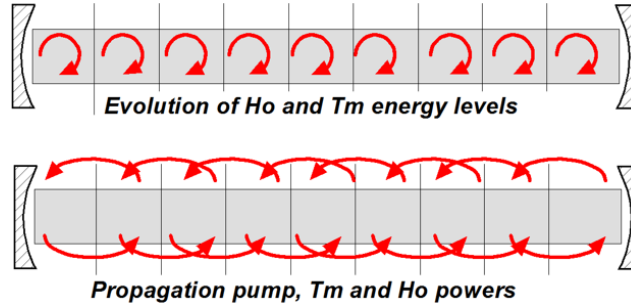 Evolution of Ho and Tm energy levels
Propagation pump, Tm and Ho powers